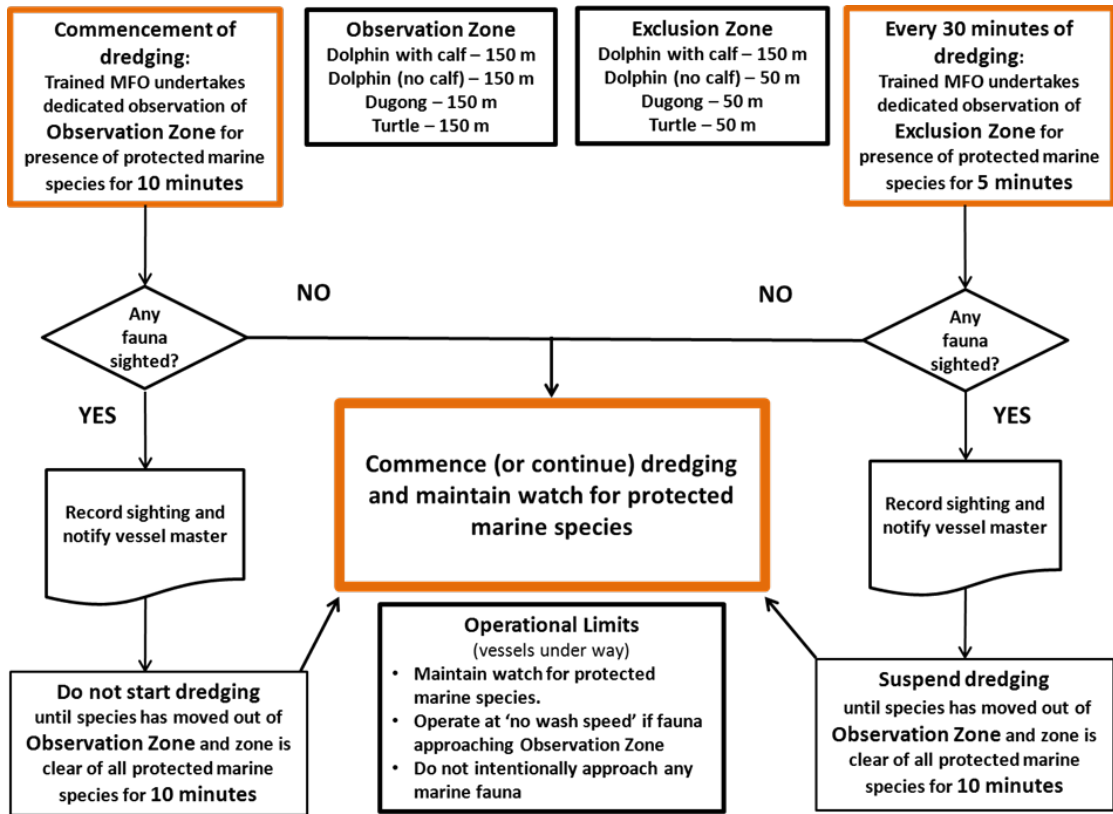 Commencement of
dredging:
Trained MFO undertakes
dedicated observation of
Observation Zone for
presence of protected marine
species for 10 minutes
Observation Zone
Dolphin with calf – 150 m
Dolphin (no calf) – 150 m
Dugong – 150 m
Turtle – 150 m
Exclusion Zone
Dolphin with calf – 150 m
Dolphin (no calf) – 50 m
Dugong – 50 m
Turtle – 50 m
Every 30 minutes of
dredging:
Trained MFO undertakes
dedicated observation of
Exclusion Zone for
presence of protected marine
species for 5 minutes
NO
NO
Any
fauna
sighted?
Any
fauna
sighted?
YES
YES
Record sighting and
notify vessel master
Commence (or continue) dredging
and maintain watch for protected
marine species
Record sighting and
notify vessel master
Do not start dredging
until species has moved out of
Observation Zone and zone is
clear of all protected marine
species for 10 minutes
Operational Limits
(vessels under way)
• Maintain watch for protected
marine species.
• Operate at ‘no wash speed’ if fauna
approaching Observation Zone
• Do not intentionally approach any
marine fauna
Suspend dredging
until species has moved out of
Observation Zone and zone is
clear of all protected marine
species for 10 minutes